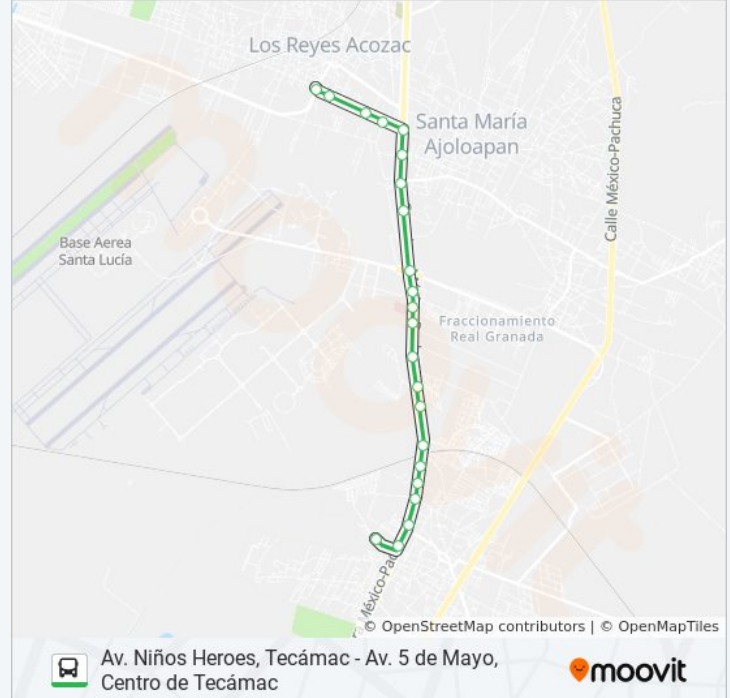 Los Reyes Acozac
Santa María
Ajoloapan
Calle México-Pachuca
Base Aerea
Santa Lucía
Fraccionamiento
Real Granada
© OpenStreetMap contributors | © OpenMapTiles
Av. Niños Heroes, Tecámac - Av. 5 de Mayo,
Centro de Tecámac
moovit